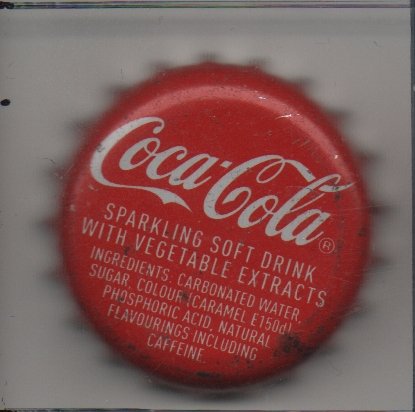 Coca-Cola®
SPARKLING SOFT DRINK
WITH VEGETABLE EXTRACTS
INGREDIENTS: CARBONATED WATER,
SUGAR, COLOUR (CARAMEL E150d),
PHOSPHORIC ACID, NATURAL
FLAVOURINGS INCLUDING
CAFFEINE